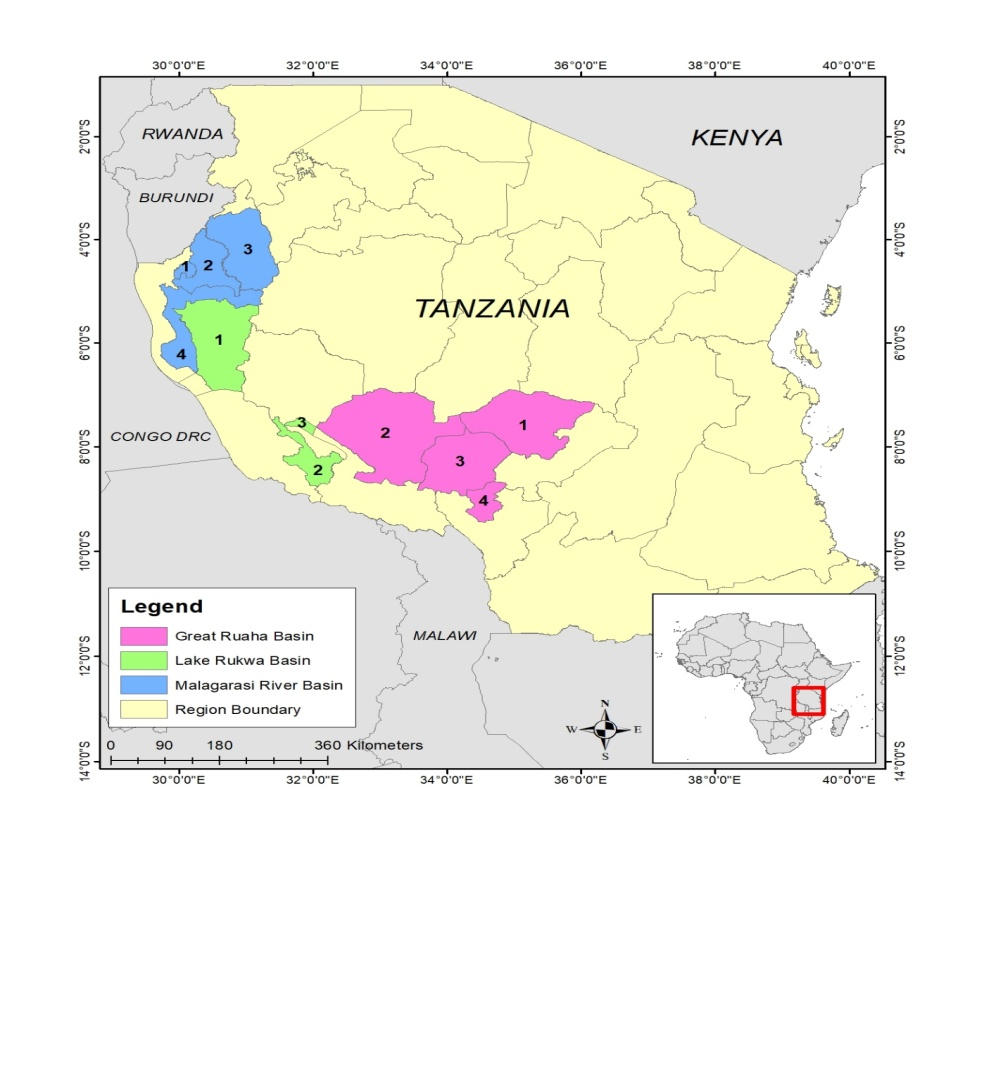 30°0'0"E 32°0'0"E 34°0'0"E 36°0'0"E 38°0'0"E 40°0'0"E
2°0'0"S 2°0'0"S
RWANDA
KENYA
BURUNDI
4°0'0"S 4°0'0"S
3
1 2
TANZANIA
6°0'0"S 6°0'0"S
1
4
3
2
1
CONGO DRC
8°0'0"S 8°0'0"S
3
2
4
10°0'0"S 10°0'0"S
Legend
Great Ruaha Basin
Lake Rukwa Basin
Malagarasi River Basin
Region Boundary
MALAWI
12°0'0"S 12°0'0"S
N
W E
S
0 90 180 360 Kilometers
14°0'0"S 14°0'0"S
30°0'0"E 32°0'0"E 34°0'0"E 36°0'0"E 38°0'0"E 40°0'0"E